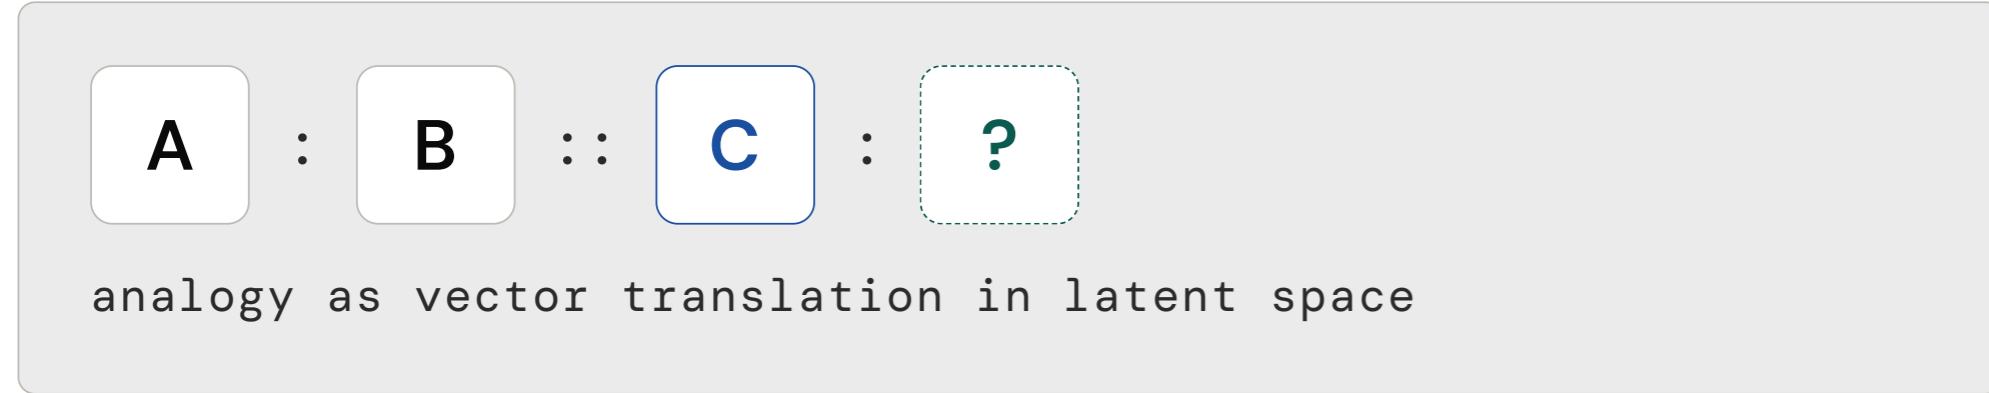 A : B :: C : ?
analogy as vector translation in latent space